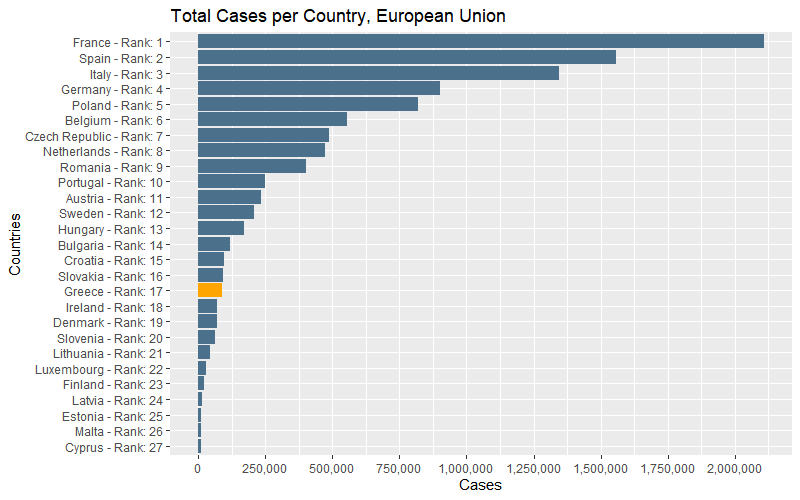 Total Cases per Country, European Union
France - Rank: 1
Spain - Rank: 2
Italy - Rank: 3
Germany - Rank: 4
Poland - Rank: 5
Belgium - Rank: 6
Czech Republic - Rank: 7
Netherlands - Rank: 8
Romania - Rank: 9
Portugal - Rank: 10
Austria - Rank: 11
Sweden - Rank: 12
Hungary - Rank: 13
Bulgaria - Rank: 14
Croatia - Rank: 15
Slovakia - Rank: 16
Greece - Rank: 17
Ireland - Rank: 18
Denmark - Rank: 19
Slovenia - Rank: 20
Lithuania - Rank: 21
Luxembourg - Rank: 22
Finland - Rank: 23
Latvia - Rank: 24
Estonia - Rank: 25
Malta - Rank: 26
Cyprus - Rank: 27
Countries
0 250,000 500,000 750,000 1,000,000 1,250,000 1,500,000 1,750,000 2,000,000
Cases